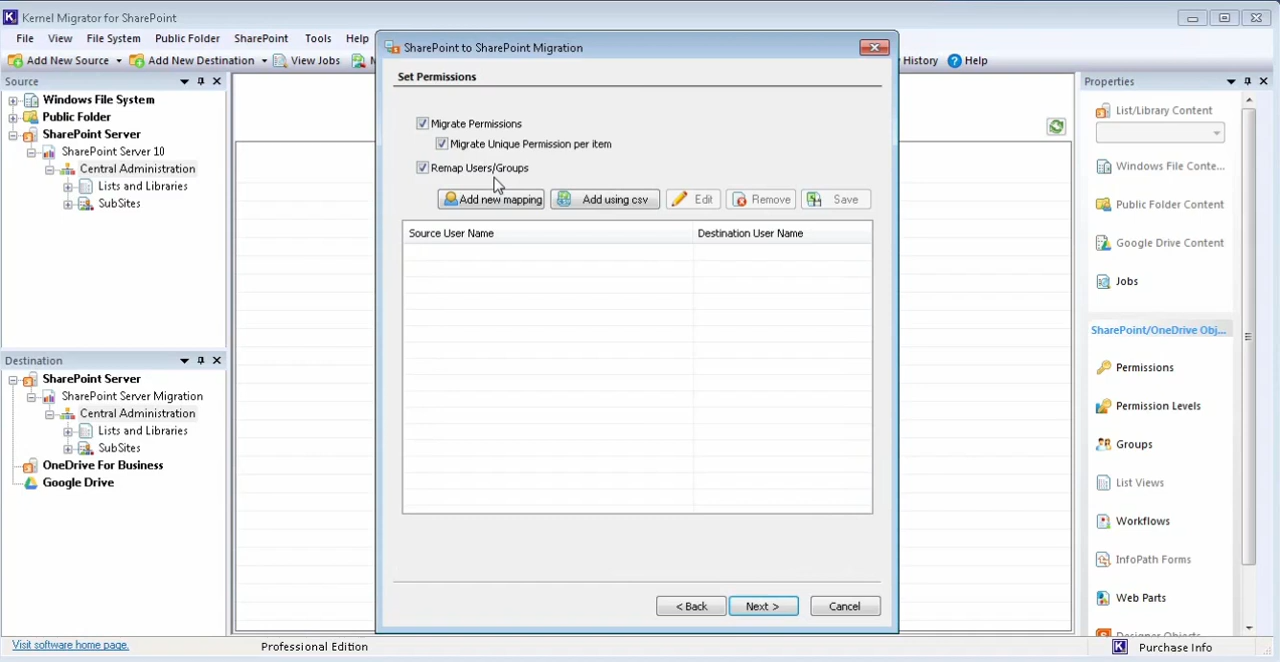 Kernel Migrator for SharePoint
File View File System Public Folder SharePoint Tools Help
Add New Source Add New Destination View Jobs History Help
Source
Windows File System
Public Folder
SharePoint Server
SharePoint Server 10
Central Administration
Lists and Libraries
SubSites
Destination
SharePoint Server
SharePoint Server Migration
Central Administration
Lists and Libraries
SubSites
OneDrive For Business
Google Drive
SharePoint to SharePoint Migration
Set Permissions
Migrate Permissions
Migrate Unique Permission per item
Remap Users/Groups
Add new mapping Add using csv Edit Remove Save
Source User Name Destination User Name
< Back Next > Cancel
Properties
List/Library Content
Windows File Conte...
Public Folder Content
Google Drive Content
Jobs
SharePoint/OneDrive Obj...
Permissions
Permission Levels
Groups
List Views
Workflows
InfoPath Forms
Web Parts
Designer Objects
Visit software home page. Professional Edition Purchase Info